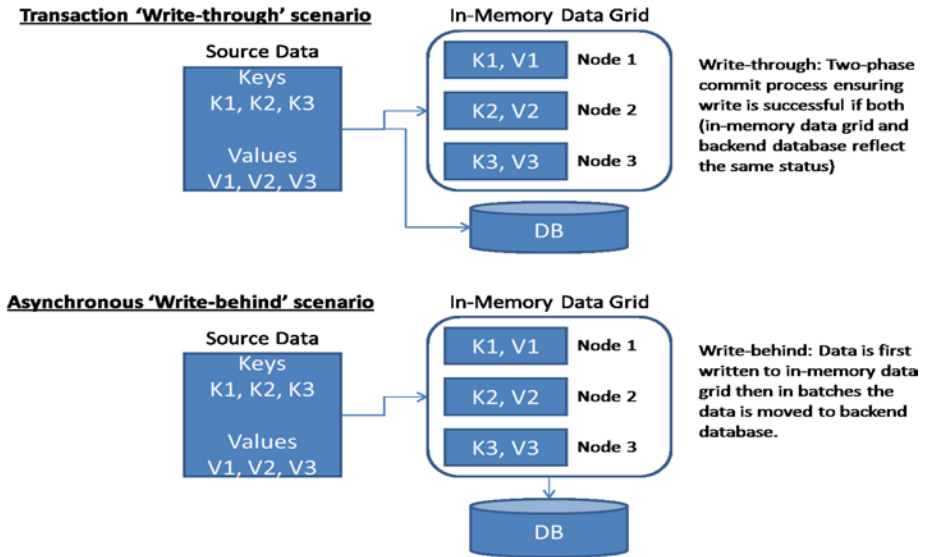 Transaction ‘Write-through’ scenario
In-Memory Data Grid
Source Data
Keys
K1, K2, K3
Values
V1, V2, V3
K1, V1
Node 1
K2, V2
Node 2
K3, V3
Node 3
DB
Write-through: Two-phase
commit process ensuring
write is successful if both
(in-memory data grid and
backend database reflect
the same status)
Asynchronous ‘Write-behind’ scenario
In-Memory Data Grid
Source Data
Keys
K1, K2, K3
Values
V1, V2, V3
K1, V1
Node 1
K2, V2
Node 2
K3, V3
Node 3
DB
Write-behind: Data is first
written to in-memory data
grid then in batches the
data is moved to backend
database.